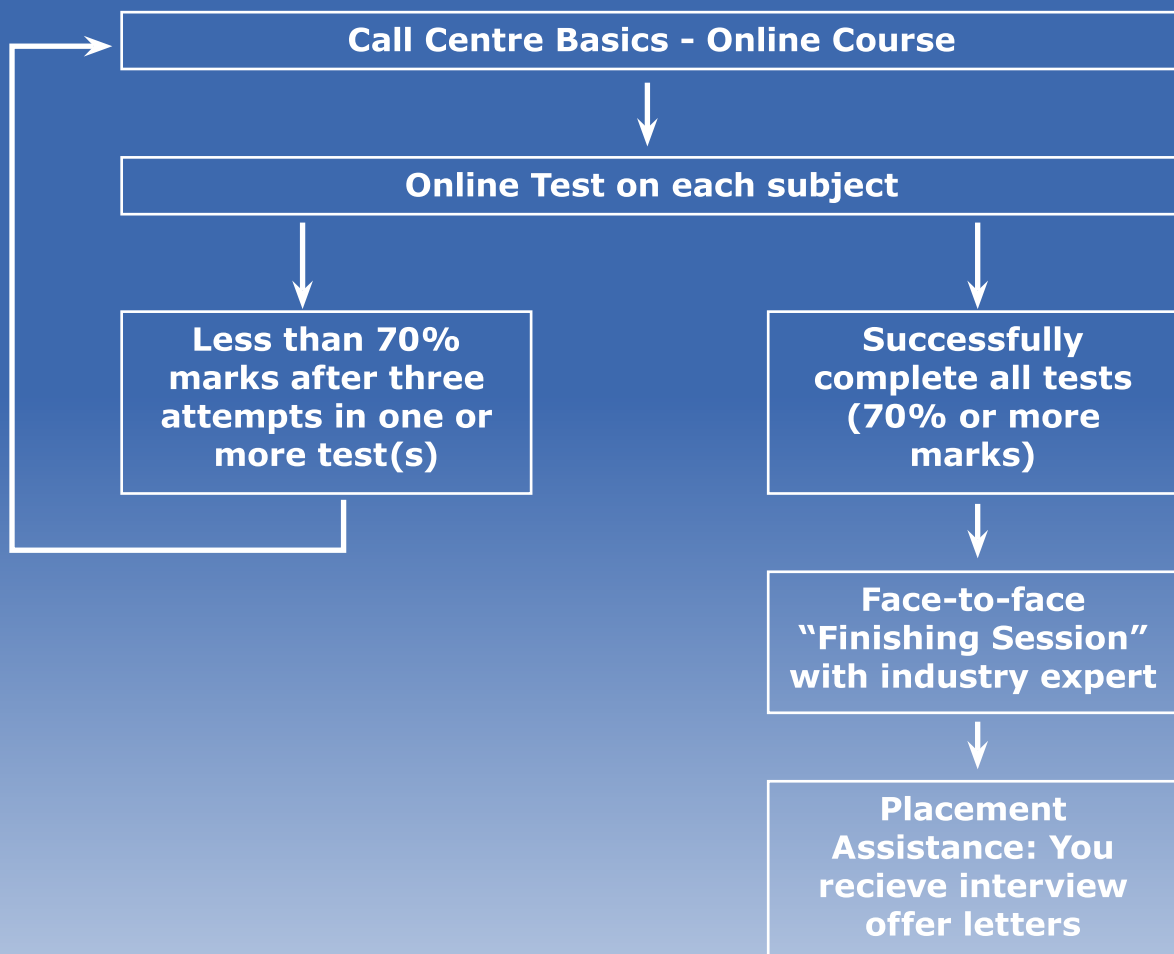 Call Centre Basics - Online Course
Online Test on each subject
Less than 70%
marks after three
attempts in one or
more test(s)
Successfully
complete all tests
(70% or more
marks)
Face-to-face
“Finishing Session”
with industry expert
Placement
Assistance: You
recieve interview
offer letters